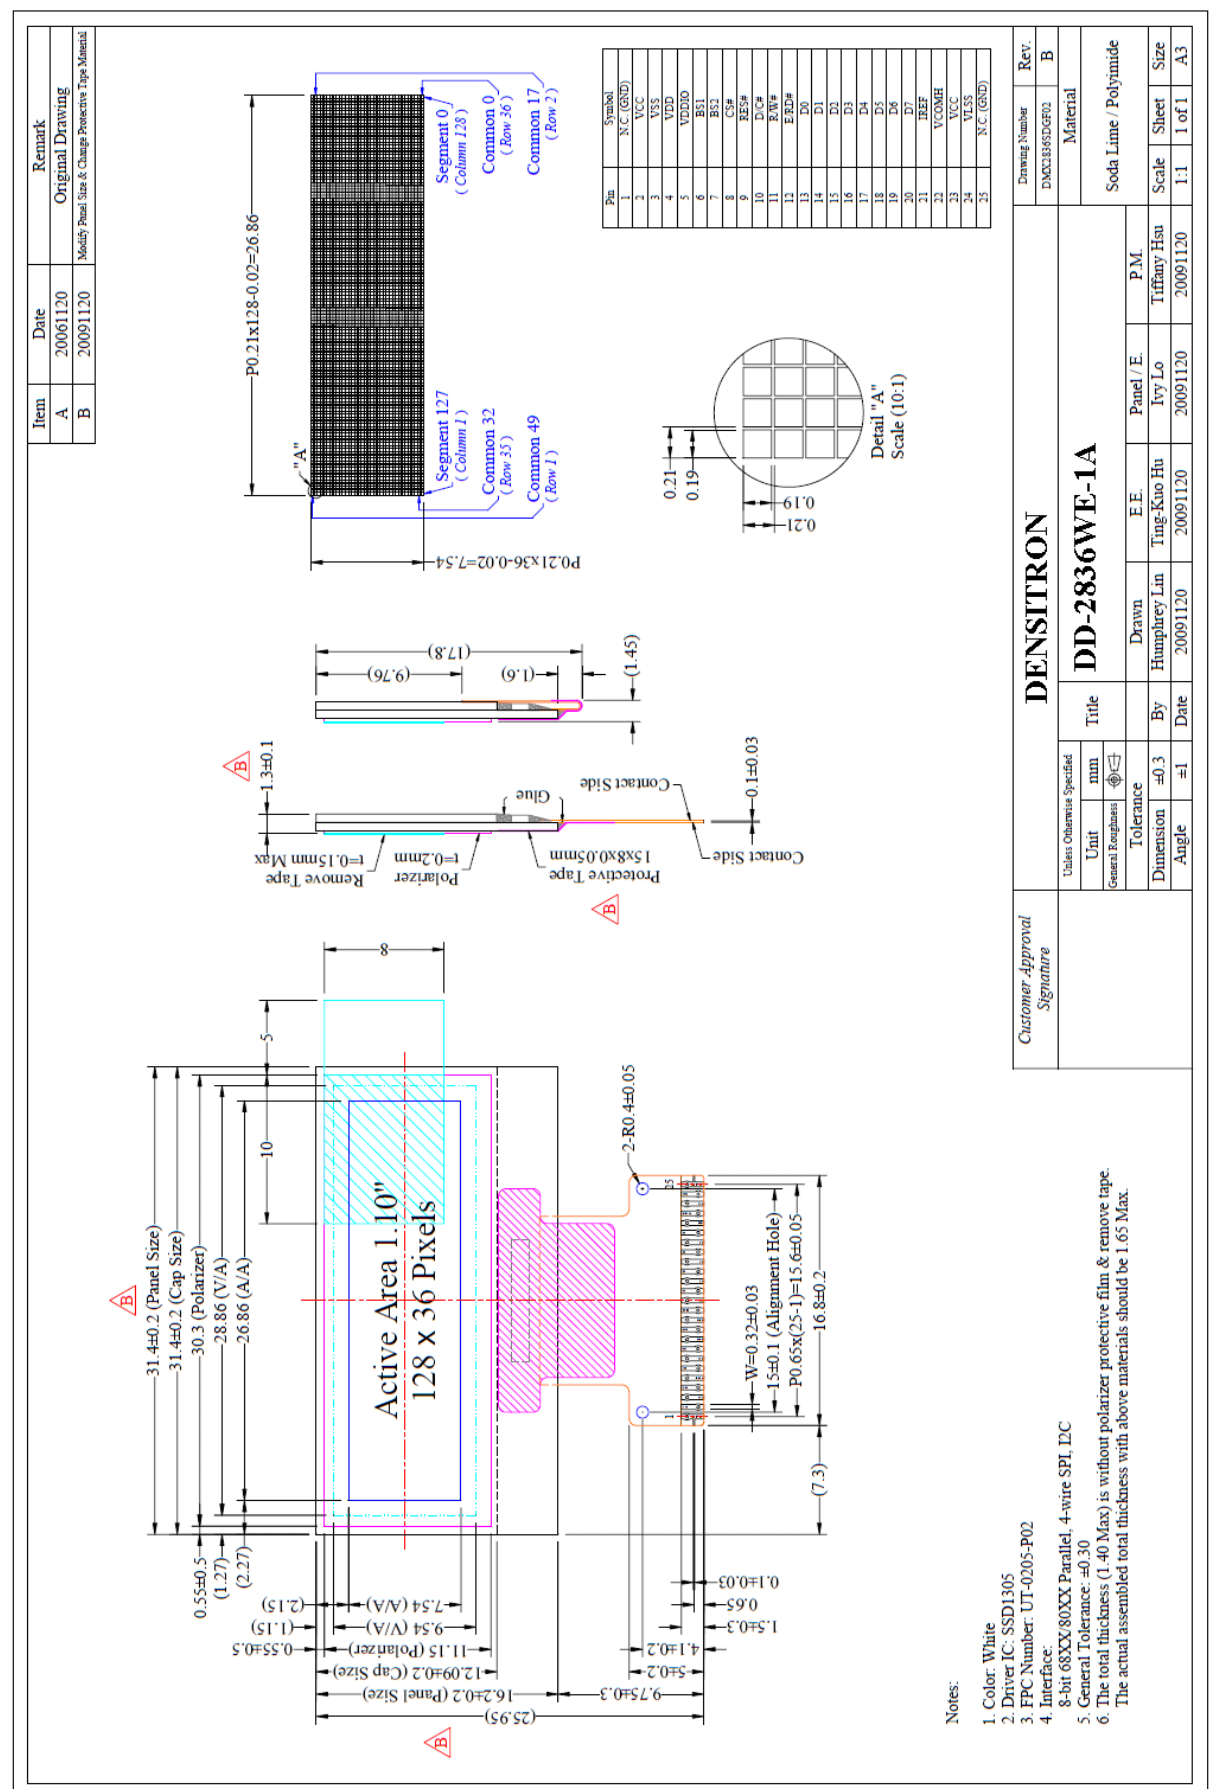 Item Date Remark
A 20061120 Original Drawing
B 20091120 Modify Panel Size & Change Protective Tape Material
P0.21x128-0.02=26.86
"A"
Segment 127
( Column 1 )
Common 32
( Row 35 )
Common 49
( Row 1 )
Segment 0
( Column 128 )
Common 0
( Row 36 )
Common 17
( Row 2 )
P0.21x36-0.02=7.54
Pin Symbol
1 N.C. (GND)
2 VCC
3 VSS
4 VDD
5 VDDIO
6 BS1
7 BS2
8 CS#
9 RES#
10 D/C#
11 R/W#
12 E/RD#
13 D0
14 D1
15 D2
16 D3
17 D4
18 D5
19 D6
20 D7
21 IREF
22 VCOMH
23 VCC
24 VLSS
25 N.C. (GND)
0.21
0.19
0.19
0.21
Detail "A"
Scale (10:1)
(17.8)
(9.76)
(1.6)
(1.45)
B
1.3±0.1
Glue
Contact Side
0.1±0.03
Remove Tape
t=0.15mm Max
Polarizer
t=0.2mm
Protective Tape
15x8x0.05mm
Contact Side
B
8
5
10
B
31.4±0.2 (Panel Size)
31.4±0.2 (Cap Size)
30.3 (Polarizer)
28.86 (V/A)
26.86 (A/A)
0.55±0.5
(1.27)
(2.27)
Active Area 1.10"
128 x 36 Pixels
(2.15)
7.54 (A/A)
(1.15)
9.54 (V/A)
0.55±0.5
11.15 (Polarizer)
12.09±0.2 (Cap Size)
16.2±0.2 (Panel Size)
(25.95)
B
2-R0.4±0.05
1
25
W=0.32±0.03
15±0.1 (Alignment Hole)
P0.65x(25-1)=15.6±0.05
16.8±0.2
(7.3)
0.1±0.03
0.65
1.5±0.3
4.1±0.2
5±0.2
9.75±0.3
Notes:
1. Color: White
2. Driver IC: SSD1305
3. FPC Number: UT-0205-P02
4. Interface:
8-bit 68XX/80XX Parallel, 4-wire SPI, I2C
5. General Tolerance: ±0.30
6. The total thickness (1.40 Max) is without polarizer protective film & remove tape.
The actual assembled total thickness with above materials should be 1.65 Max.
Customer Approval
Signature
DENSITRON
Drawing Number Rev.
DMX2836SDGF02 B
Unless Otherwise Specified
Unit mm
General Roughness
Tolerance
Dimension ±0.3
Angle ±1
Title DD-2836WE-1A
Material
Soda Lime / Polyimide
Drawn E.E. Panel / E. P.M.
By Humphrey Lin Ting-Kuo Hu Ivy Lo Tiffany Hsu
Date 20091120 20091120 20091120 20091120
Scale Sheet Size
1:1 1 of 1 A3